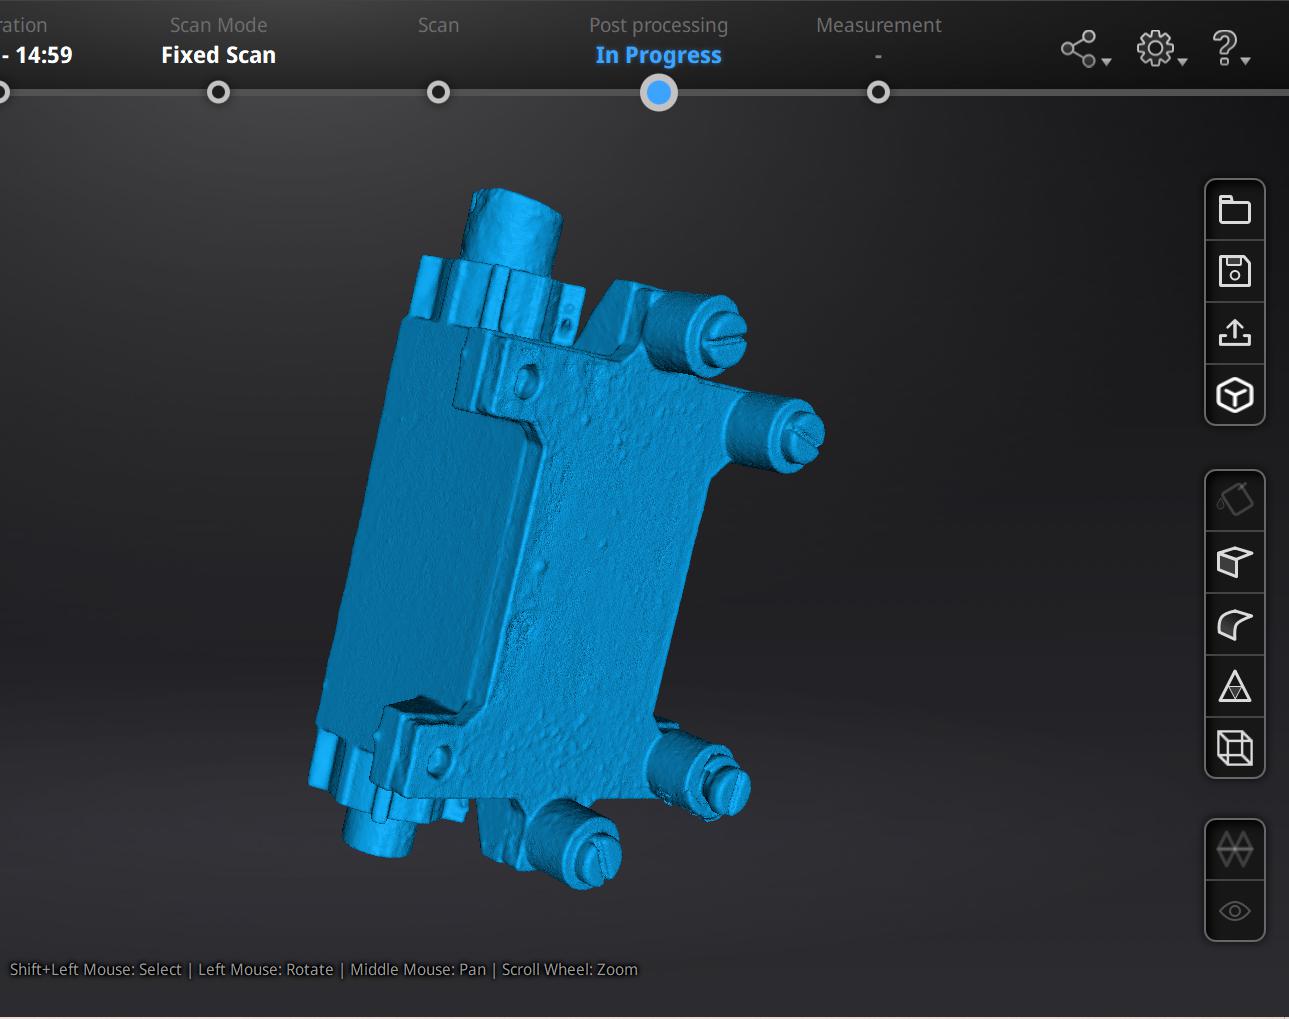 ration
Scan Mode
Scan
Post processing
Measurement
- 14:59
Fixed Scan
In Progress
-
Shift+Left Mouse: Select | Left Mouse: Rotate | Middle Mouse: Pan | Scroll Wheel: Zoom